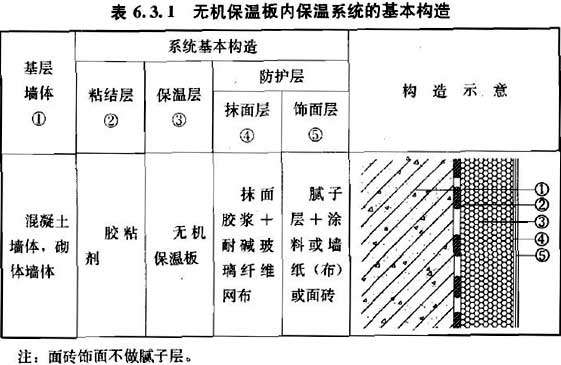 表 6.3.1 无机保温板内保温系统的基本构造
基层
墙体
①
系统基本构造
粘结层
②
保温层
③
防护层
抹面层
④
饰面层
⑤
构造示意
混凝土
墙体，砌
体墙体
胶粘
剂
无机
保温板
抹面
胶浆＋
耐碱玻
璃纤维
网布
腻子
层＋涂
料或墙
纸（布）
或面砖
①
②
③
④
⑤
注：面砖饰面不做腻子层。